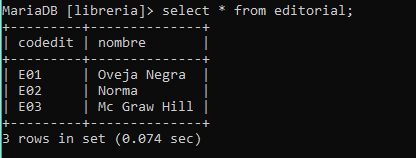 MariaDB [libreria]> select * from editorial;
+---------+--------------+
| codedit | nombre       |
+---------+--------------+
| E01     | Oveja Negra  |
| E02     | Norma        |
| E03     | Mc Graw Hill |
+---------+--------------+
3 rows in set (0.074 sec)